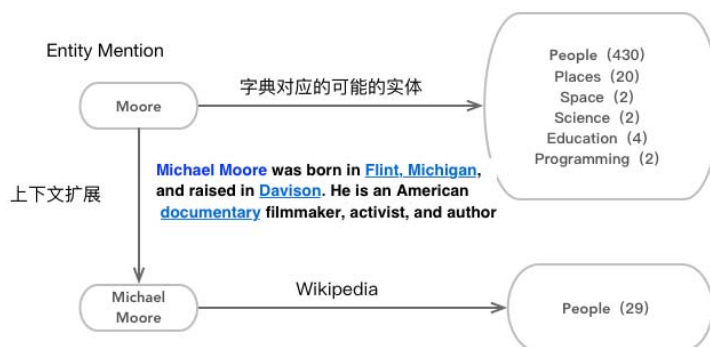 Entity Mention
Moore
字典对应的可能的实体
People（430）
Places（20）
Space（2）
Science（2）
Education（4）
Programming（2）
上下文扩展
Michael Moore was born in Flint, Michigan,
and raised in Davison. He is an American
documentary filmmaker, activist, and author
Michael
Moore
Wikipedia
People（29）